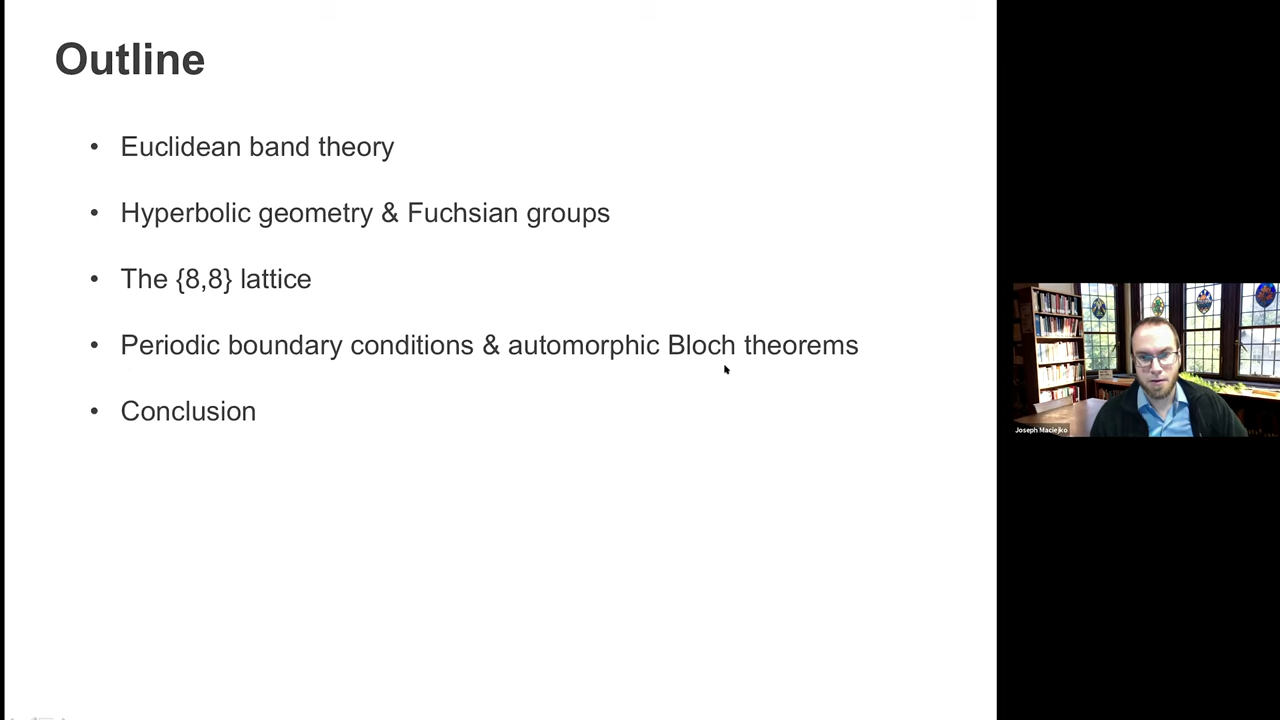 Outline
• Euclidean band theory
• Hyperbolic geometry & Fuchsian groups
• The {8,8} lattice
• Periodic boundary conditions & automorphic Bloch theorems
• Conclusion
Joseph Maciejko